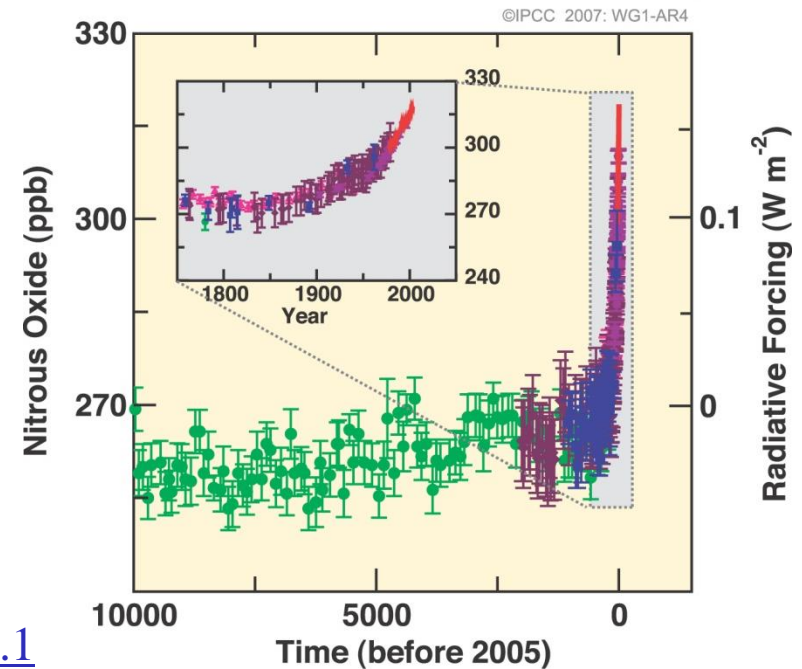 ©IPCC 2007: WG1-AR4
330
300
270
Nitrous Oxide (ppb)
330
300
270
240
1800 1900 2000
Year
0.1
0
Radiative Forcing (W m⁻²)
10000 5000 0
Time (before 2005)
.1